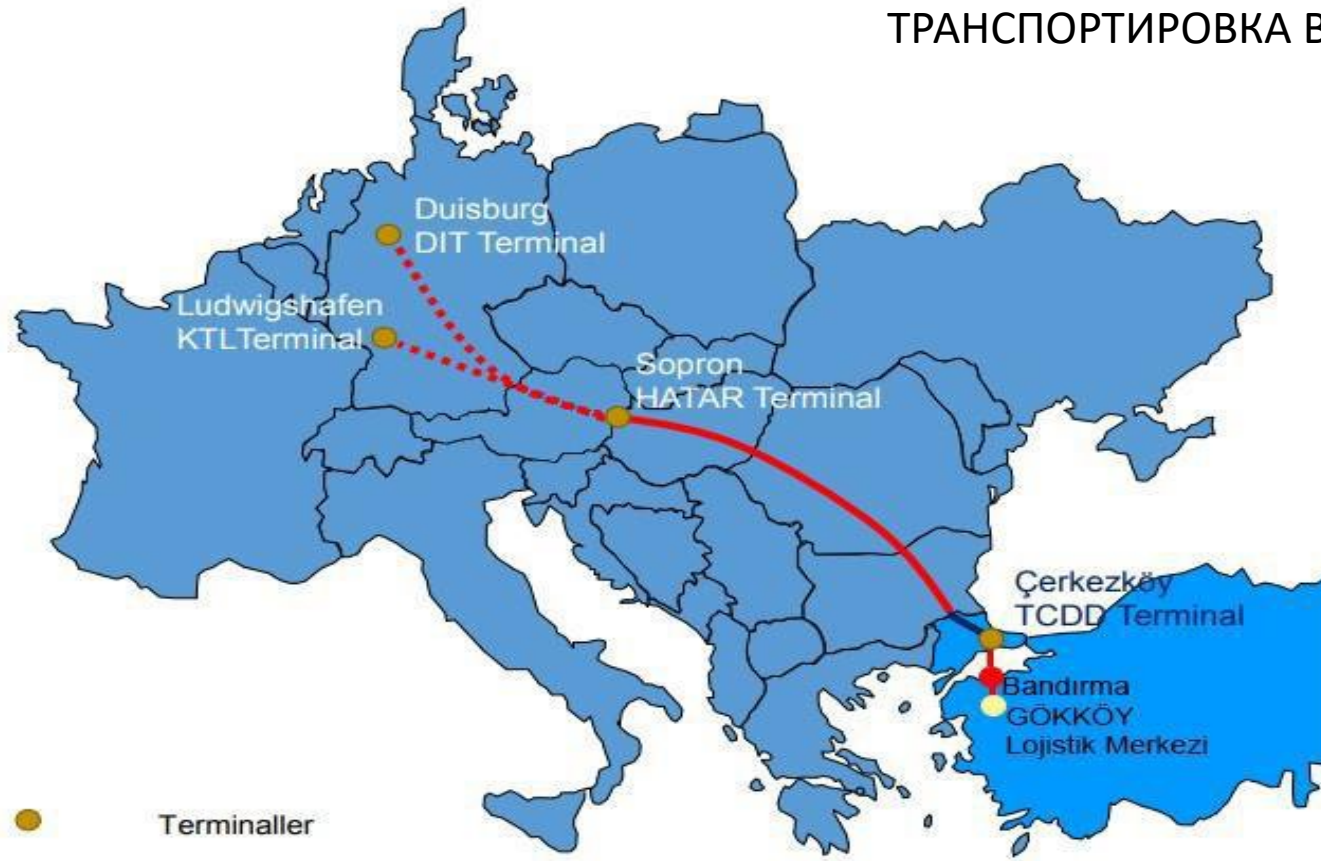 ТРАНСПОРТИРОВКА В
Duisburg
DIT Terminal
Ludwigshafen
KTLTerminal
Sopron
HATAR Terminal
Çerkezköy
TCDD Terminal
Bandırma
GÖKKÖY
Lojistik Merkezi
Terminaller